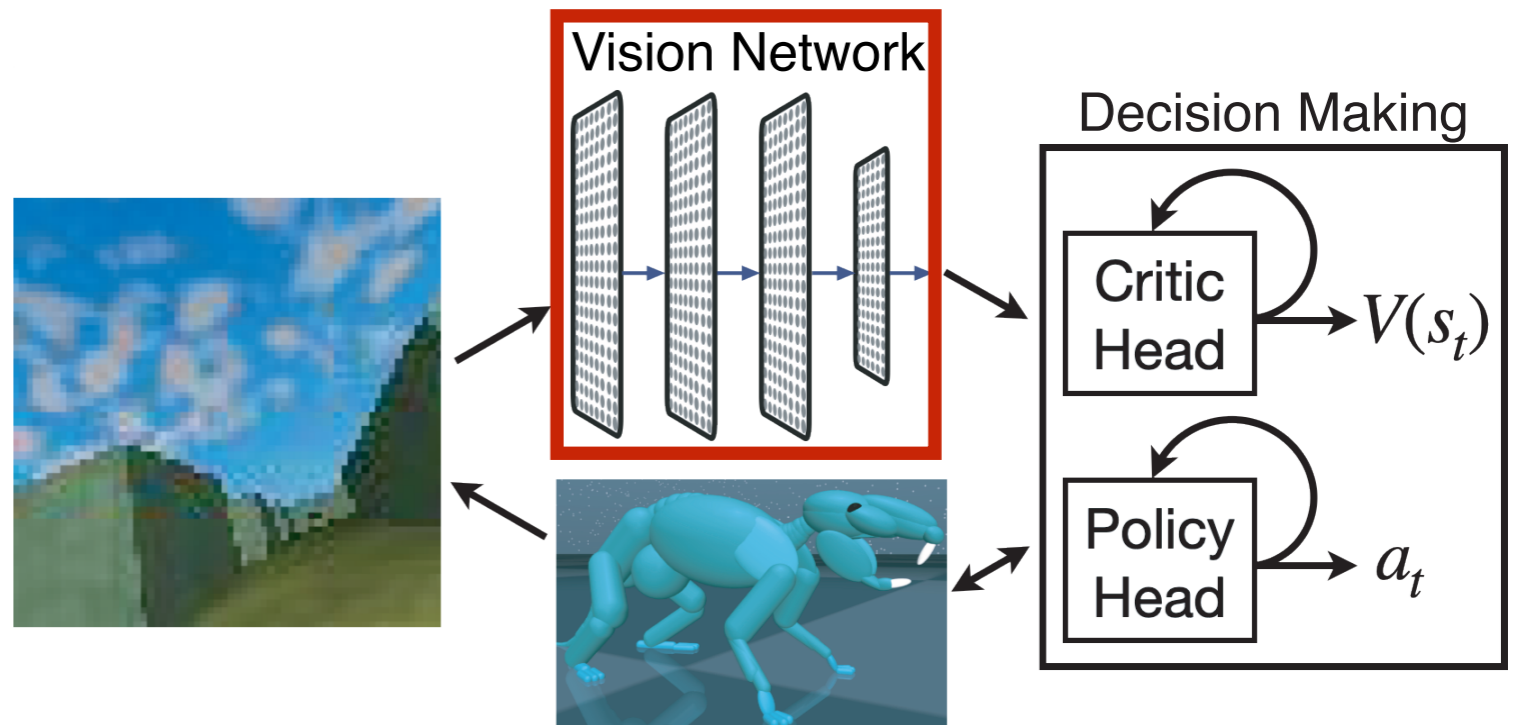 Vision Network
Decision Making
Critic
Head
V(s_t)
Policy
Head
a_t